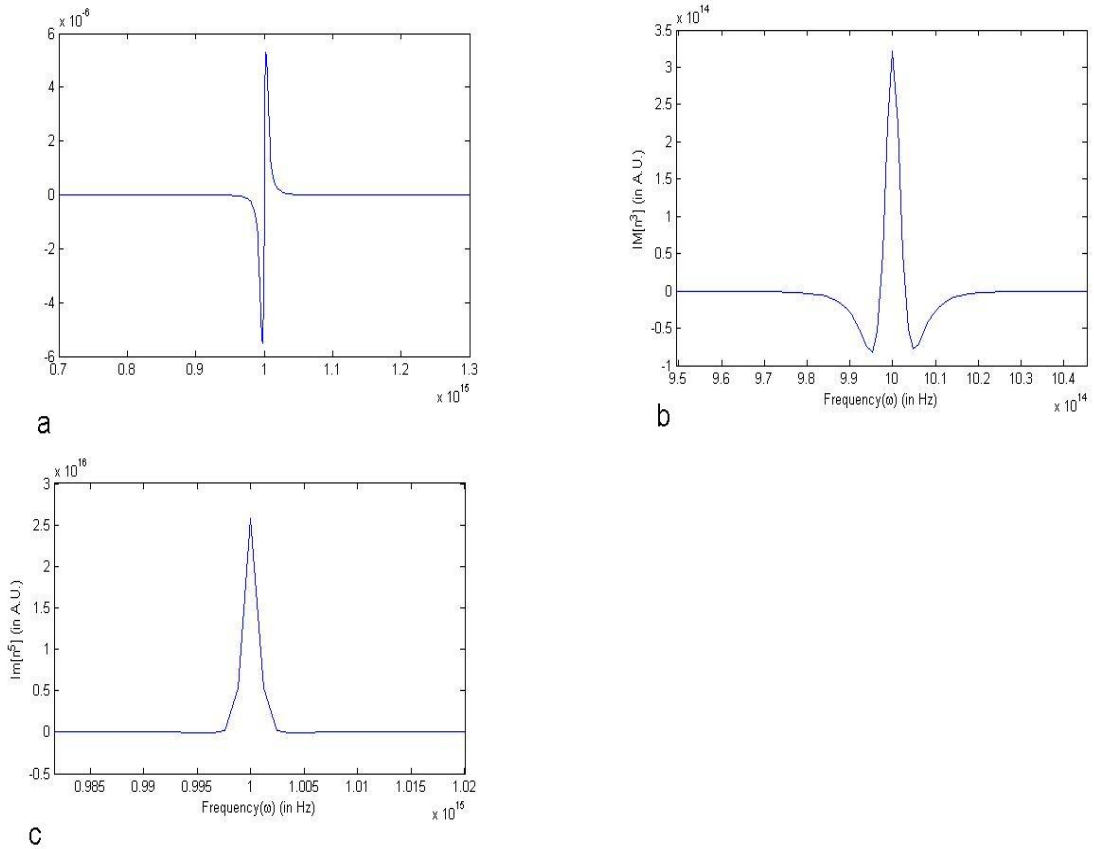 x 10^-6
6
4
2
0
-2
-4
-6
0.7 0.8 0.9 1 1.1 1.2 1.3
x 10^15
a
x 10^14
3.5
3
2.5
2
1.5
1
0.5
0
-0.5
-1
IM[n^3] (in A.U.)
9.5 9.6 9.7 9.8 9.9 10 10.1 10.2 10.3 10.4
Frequency(ω) (in Hz)
x 10^14
b
x 10^16
3
2.5
2
1.5
1
0.5
0
-0.5
Im[n^5] (in A.U.)
0.985 0.99 0.995 1 1.005 1.01 1.015 1.02
Frequency(ω) (in Hz)
x 10^15
c